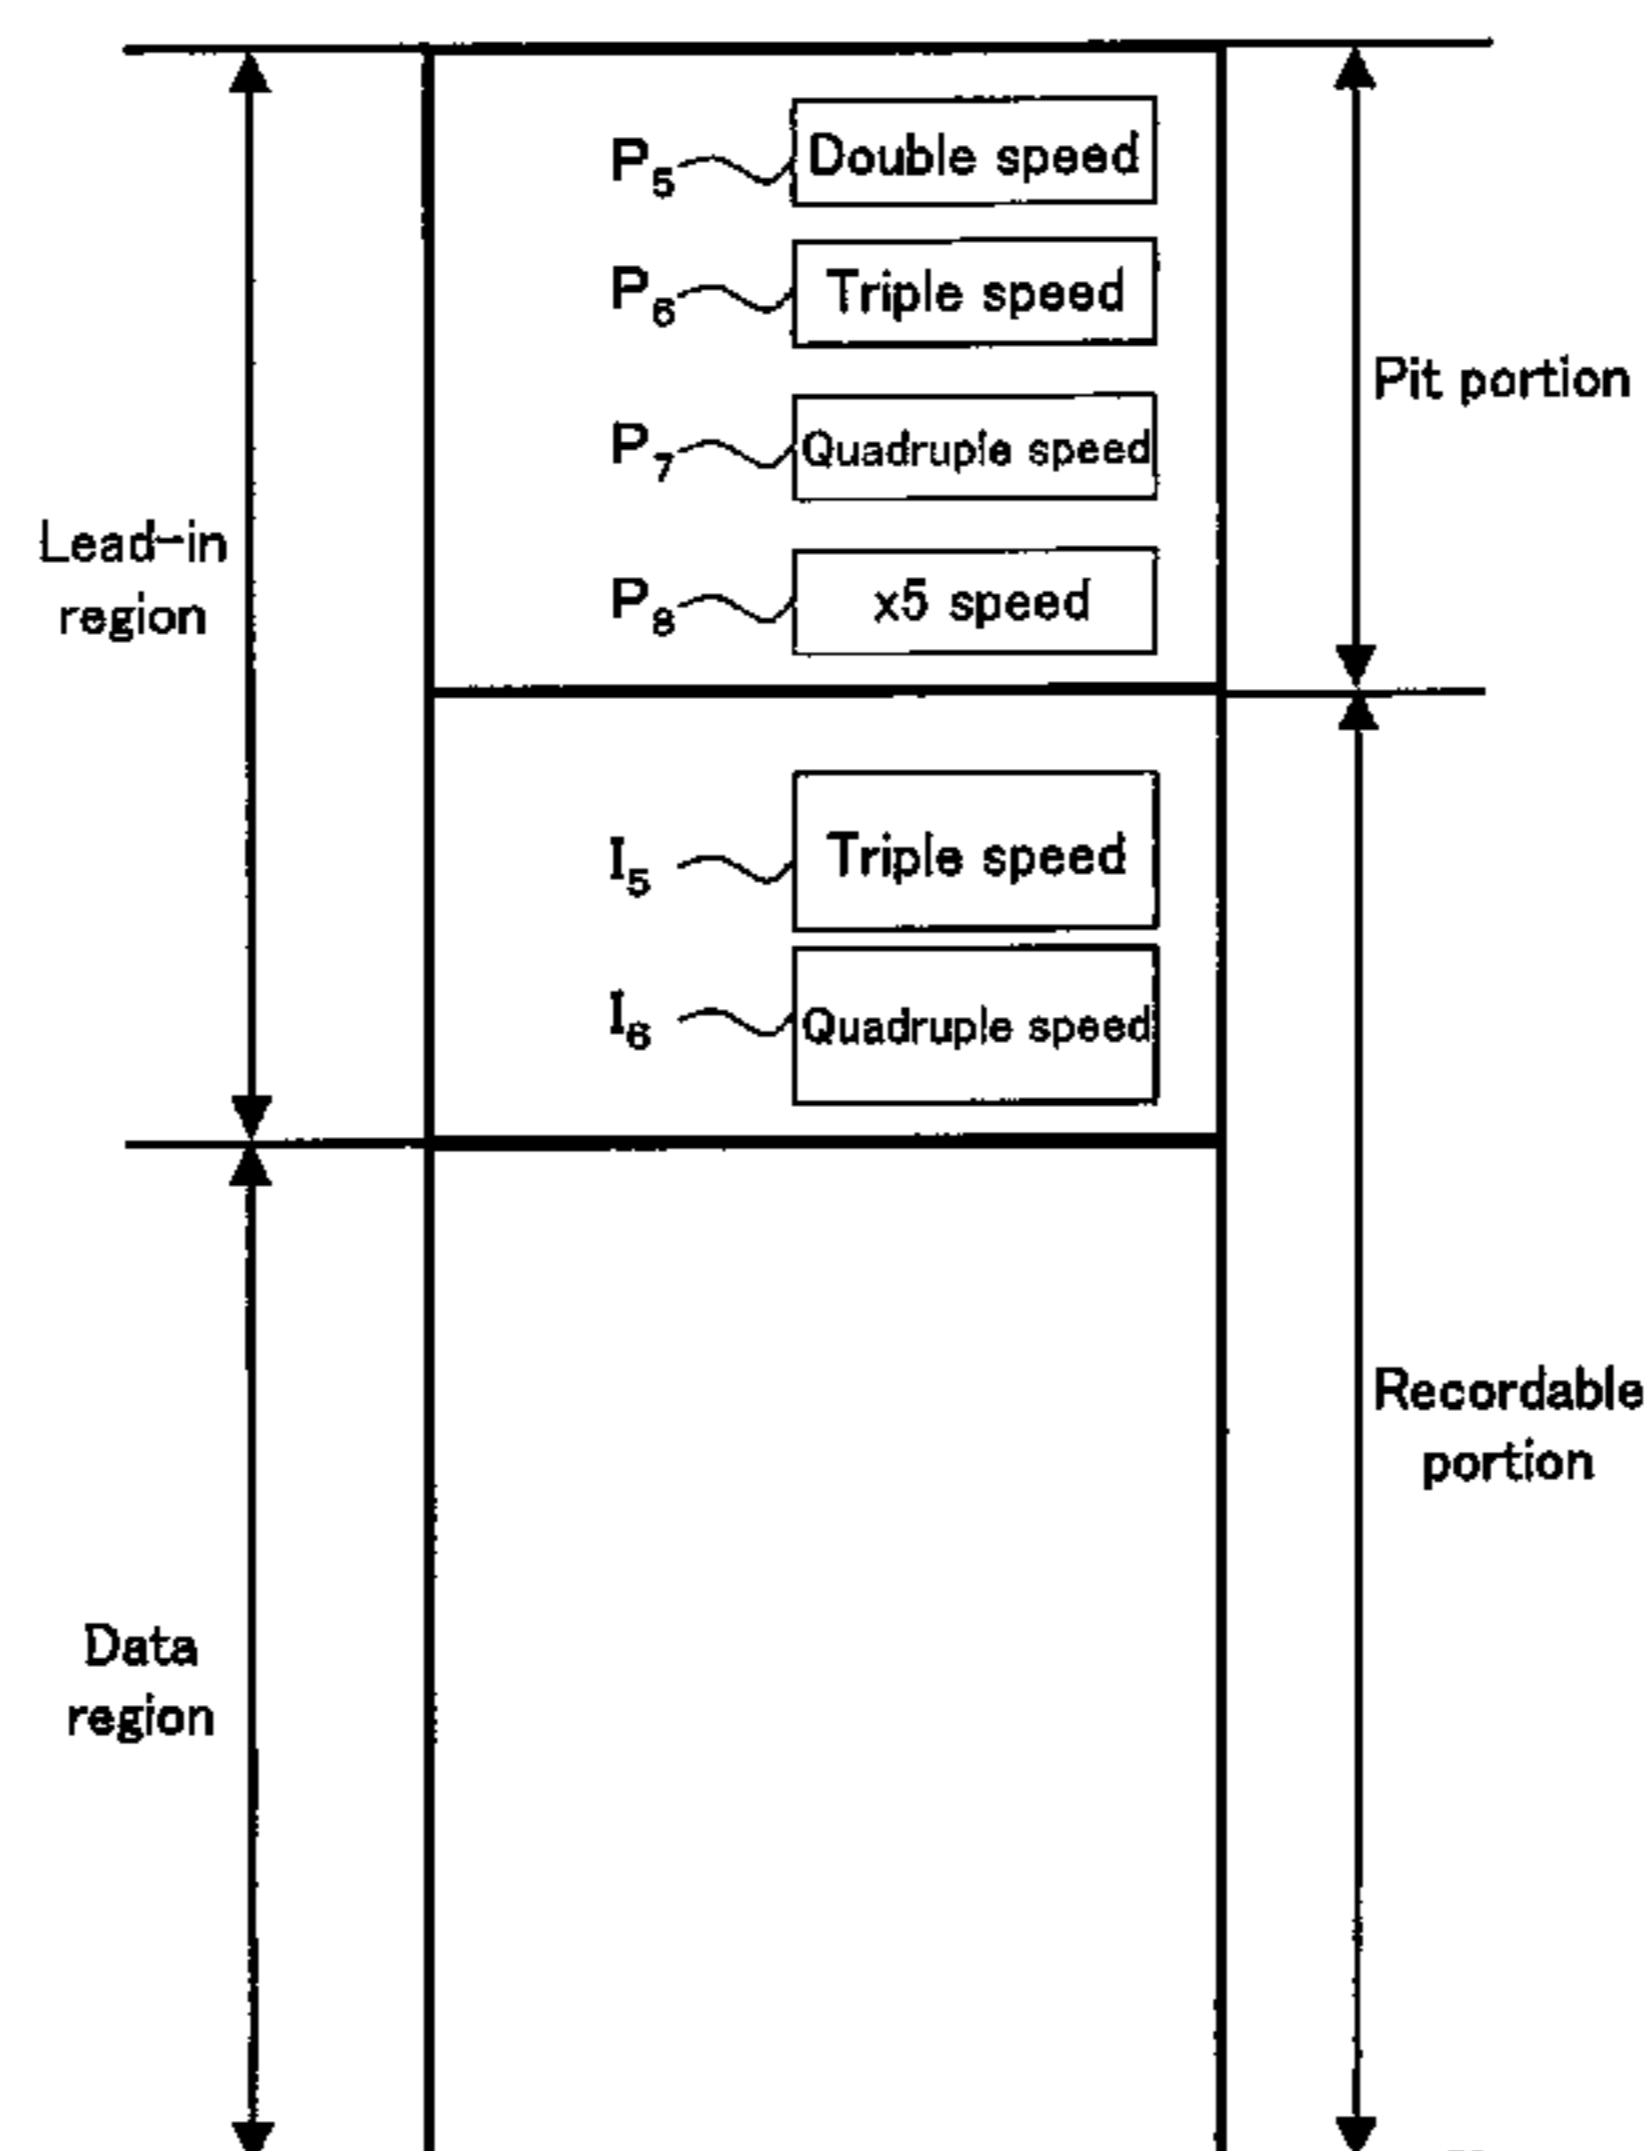 P5 Double speed
P6 Triple speed
P7 Quadruple speed
P8 x5 speed
Pit portion
Lead-in
region
I5 Triple speed
I6 Quadruple speed
Recordable
portion
Data
region